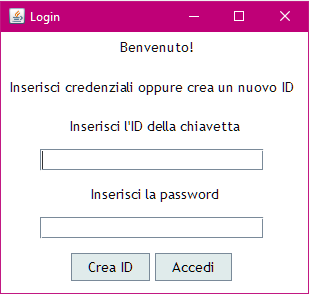 Login
Benvenuto!
Inserisci credenziali oppure crea un nuovo ID
Inserisci l'ID della chiavetta
Inserisci la password
Crea ID
Accedi